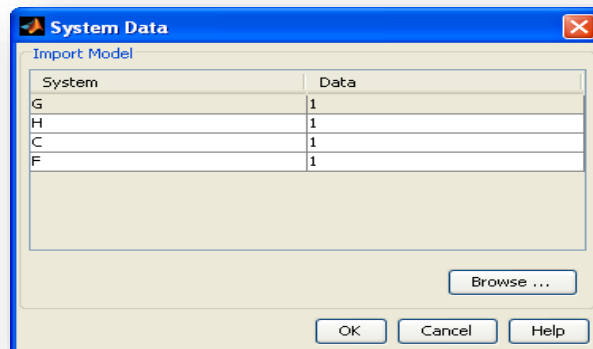 System Data
Import Model
System Data
G 1
H 1
C 1
F 1
Browse ...
OK Cancel Help